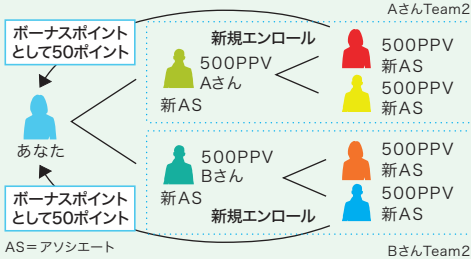 AさんTeam2
ボーナスポイント
として50ポイント
新規エンロール
500PPV
新AS
500PPV
Aさん
新AS
500PPV
新AS
あなた
500PPV
Bさん
新AS
500PPV
新AS
500PPV
新AS
ボーナスポイント
として50ポイント
新規エンロール
AS＝アソシエート
BさんTeam2